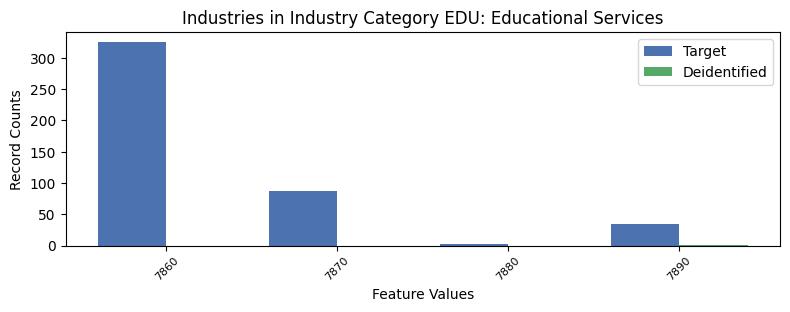 Industries in Industry Category EDU: Educational Services
Target
Deidentified
Record Counts
300
250
200
150
100
50
0
7860
7870
7880
7890
Feature Values